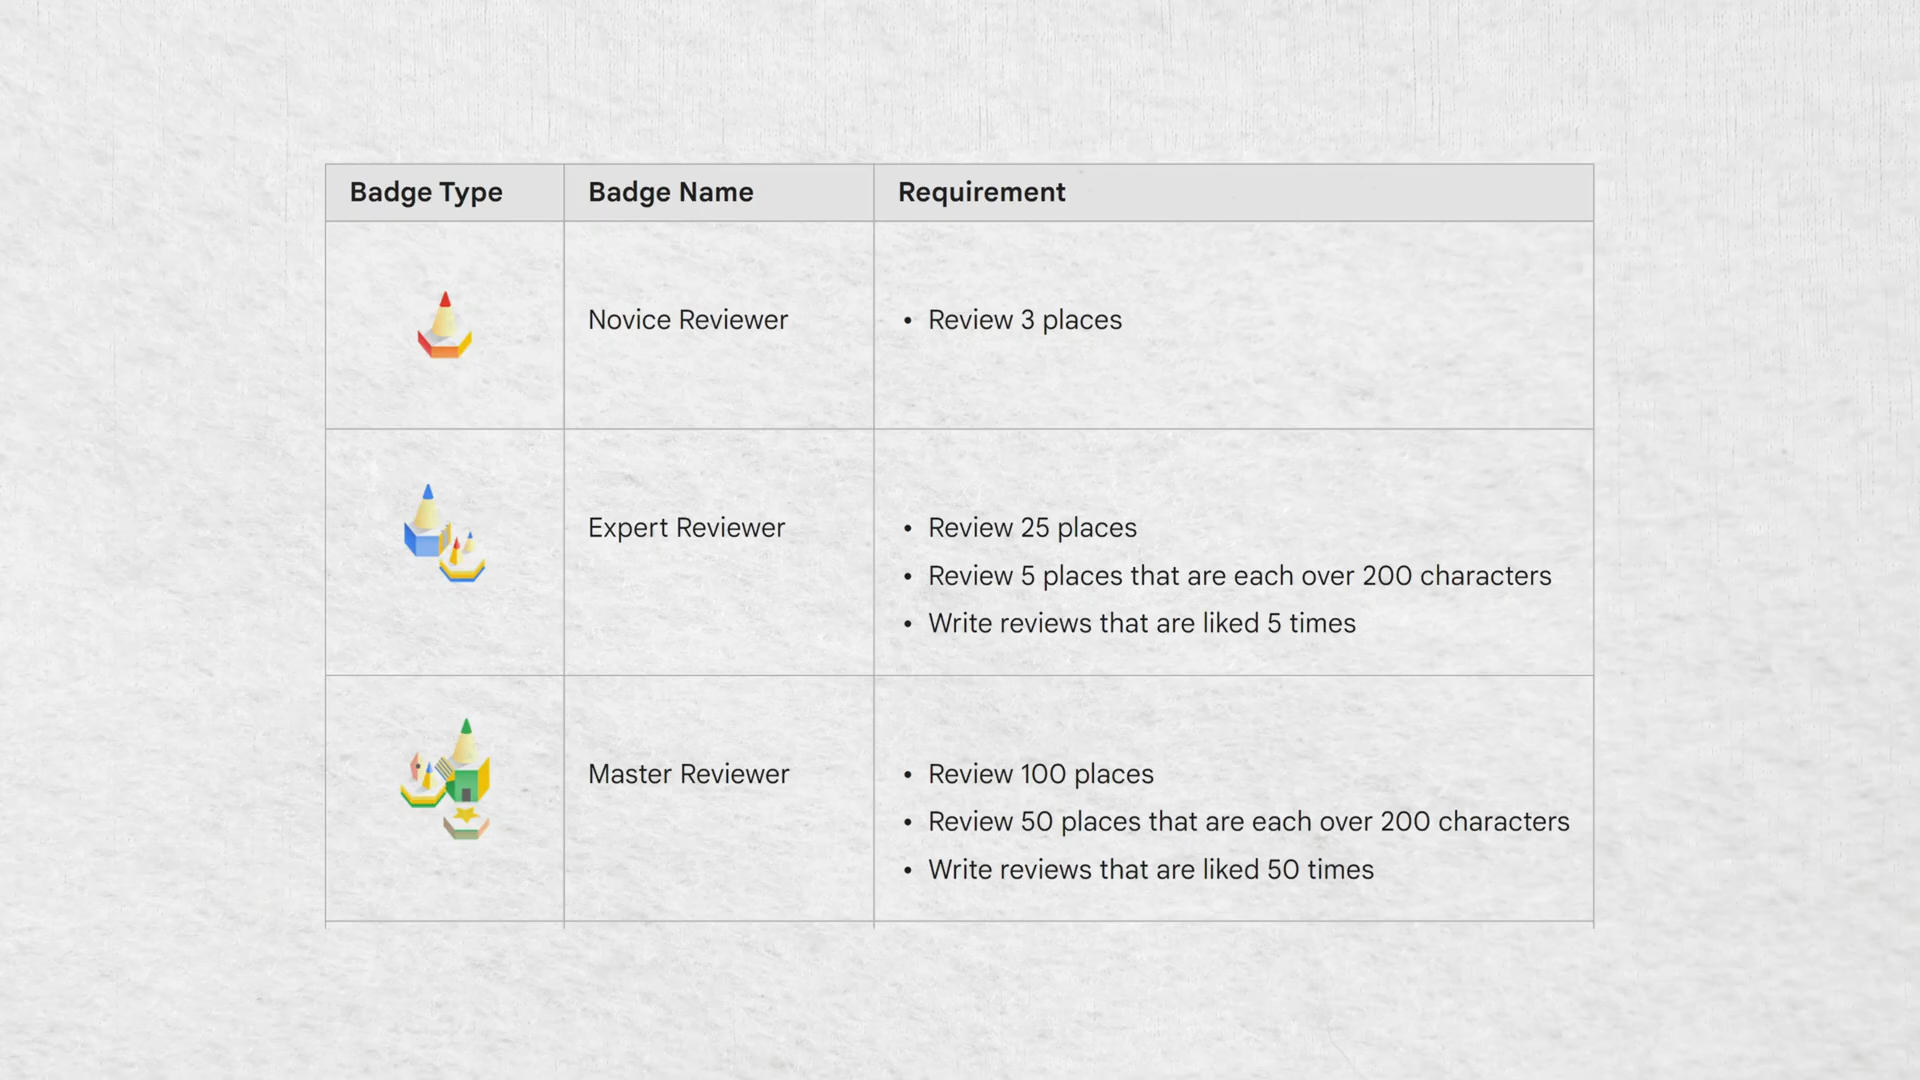 Badge Type Badge Name Requirement
Novice Reviewer • Review 3 places
Expert Reviewer • Review 25 places
• Review 5 places that are each over 200 characters
• Write reviews that are liked 5 times
Master Reviewer • Review 100 places
• Review 50 places that are each over 200 characters
• Write reviews that are liked 50 times